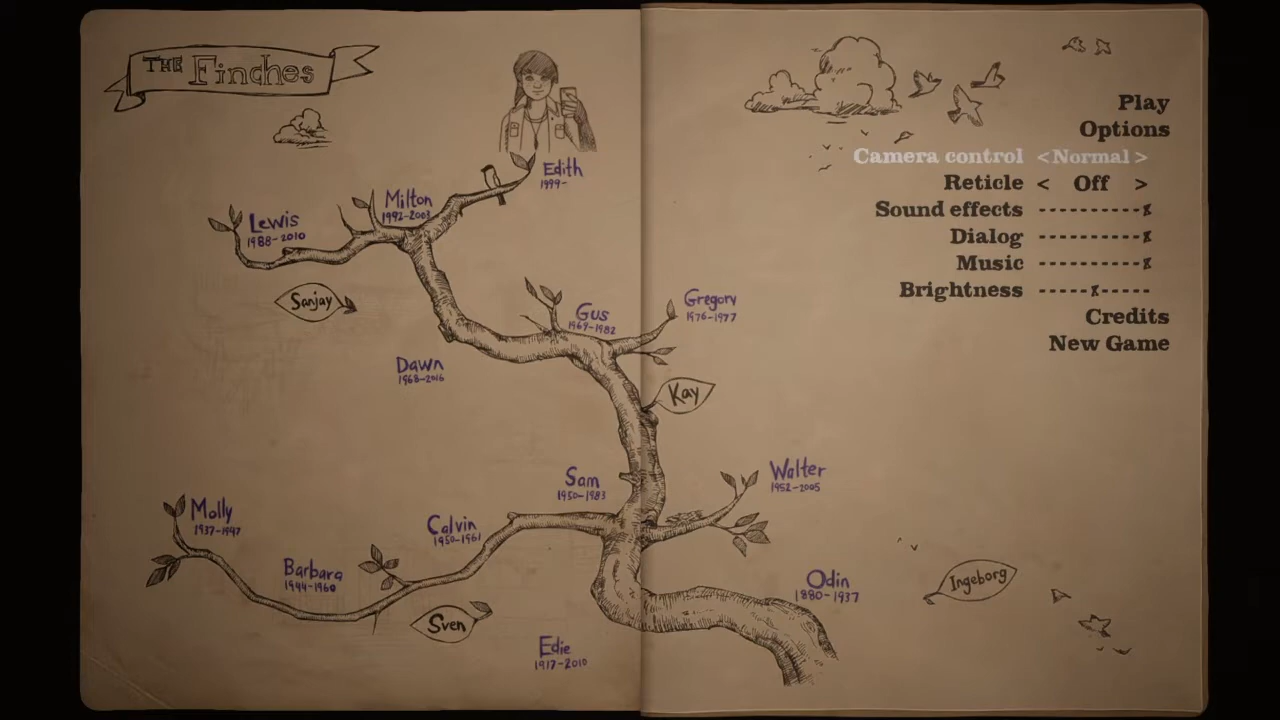 THE Finches
Edith
1999-
Milton
1992-2003
Lewis
1988-2010
Sanjay
Gus
1969-1982
Gregory
1976-1977
Dawn
1968-2016
Kay
Sam
1950-1983
Walter
1952-2005
Molly
1937-1947
Calvin
1950-1961
Barbara
1944-1960
Sven
Edie
1917-2010
Odin
1880-1937
Ingeborg
Play
Options
Camera control <Normal>
Reticle < Off >
Sound effects
Dialog
Music
Brightness
Credits
New Game